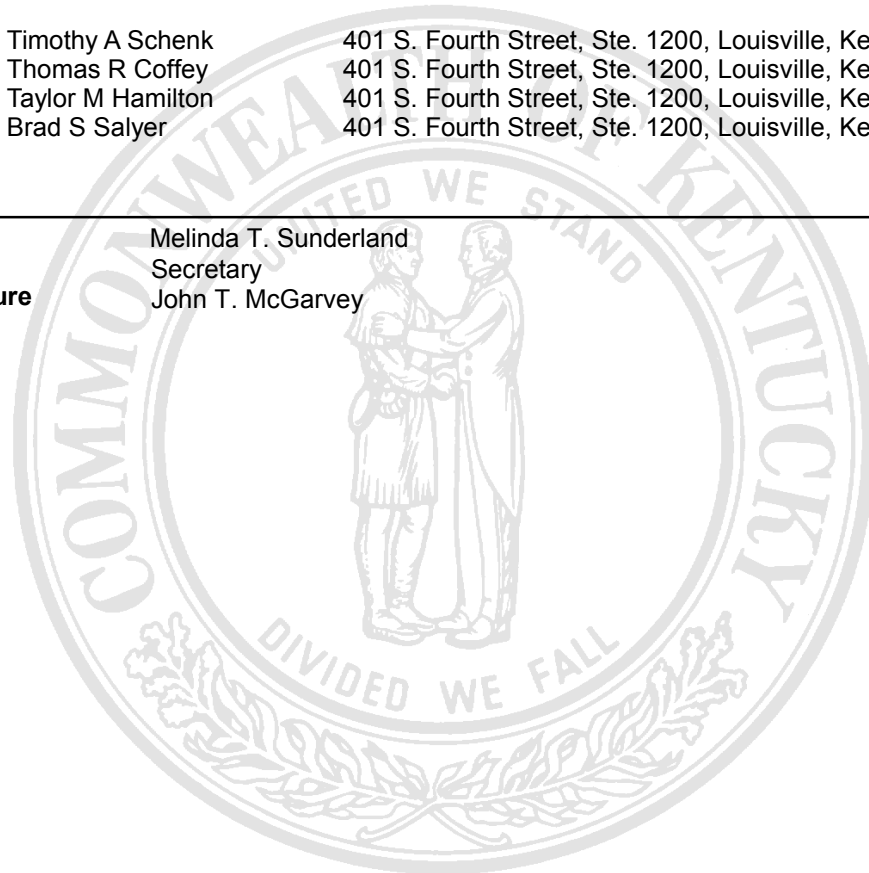 Timothy A Schenk 401 S. Fourth Street, Ste. 1200, Louisville, Ke
Thomas R Coffey 401 S. Fourth Street, Ste. 1200, Louisville, Ke
Taylor M Hamilton 401 S. Fourth Street, Ste. 1200, Louisville, Ke
Brad S Salyer 401 S. Fourth Street, Ste. 1200, Louisville, Ke
Melinda T. Sunderland
Secretary
ure John T. McGarvey
COMMONWEALTH OF KENTUCKY
UNITED WE STAND
DIVIDED WE FALL